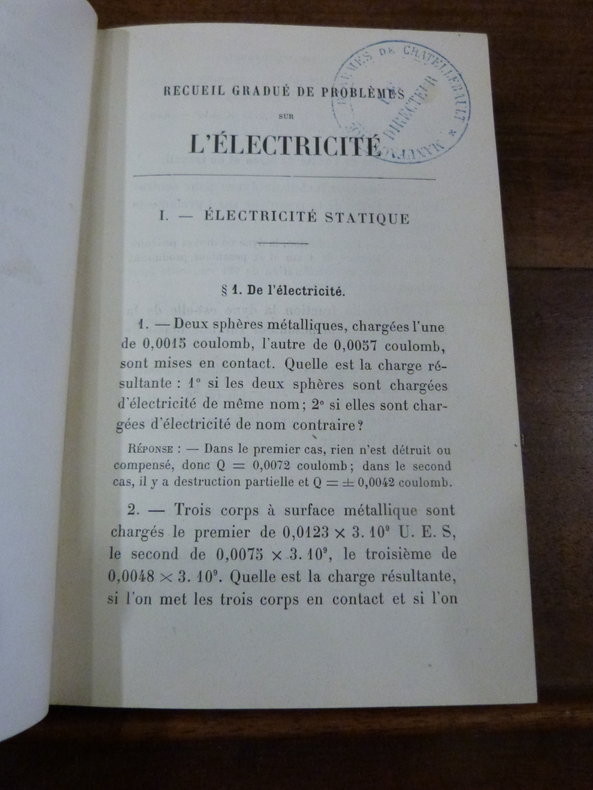 RECUEIL GRADUÉ DE PROBLÈMES
SUR
L'ÉLECTRICITÉ
DE CHATELLERAULT
DIRECTEUR
I. — ÉLECTRICITÉ STATIQUE
§ 1. De l'électricité.
1. — Deux sphères métalliques, chargées l'une
de 0,0015 coulomb, l'autre de 0,0057 coulomb,
sont mises en contact. Quelle est la charge ré-
sultante : 1° si les deux sphères sont chargées
d'électricité de même nom ; 2° si elles sont char-
gées d'électricité de nom contraire ?
RÉPONSE : — Dans le premier cas, rien n'est détruit ou
compensé, donc Q = 0,0072 coulomb ; dans le second
cas, il y a destruction partielle et Q = ± 0,0042 coulomb.
2. — Trois corps à surface métallique sont
chargés le premier de 0,0123 × 3. 10⁹ U. E. S,
le second de 0,0075 × 3. 10⁹, le troisième de
0,0048 × 3. 10⁹. Quelle est la charge résultante,
si l'on met les trois corps en contact et si l'on